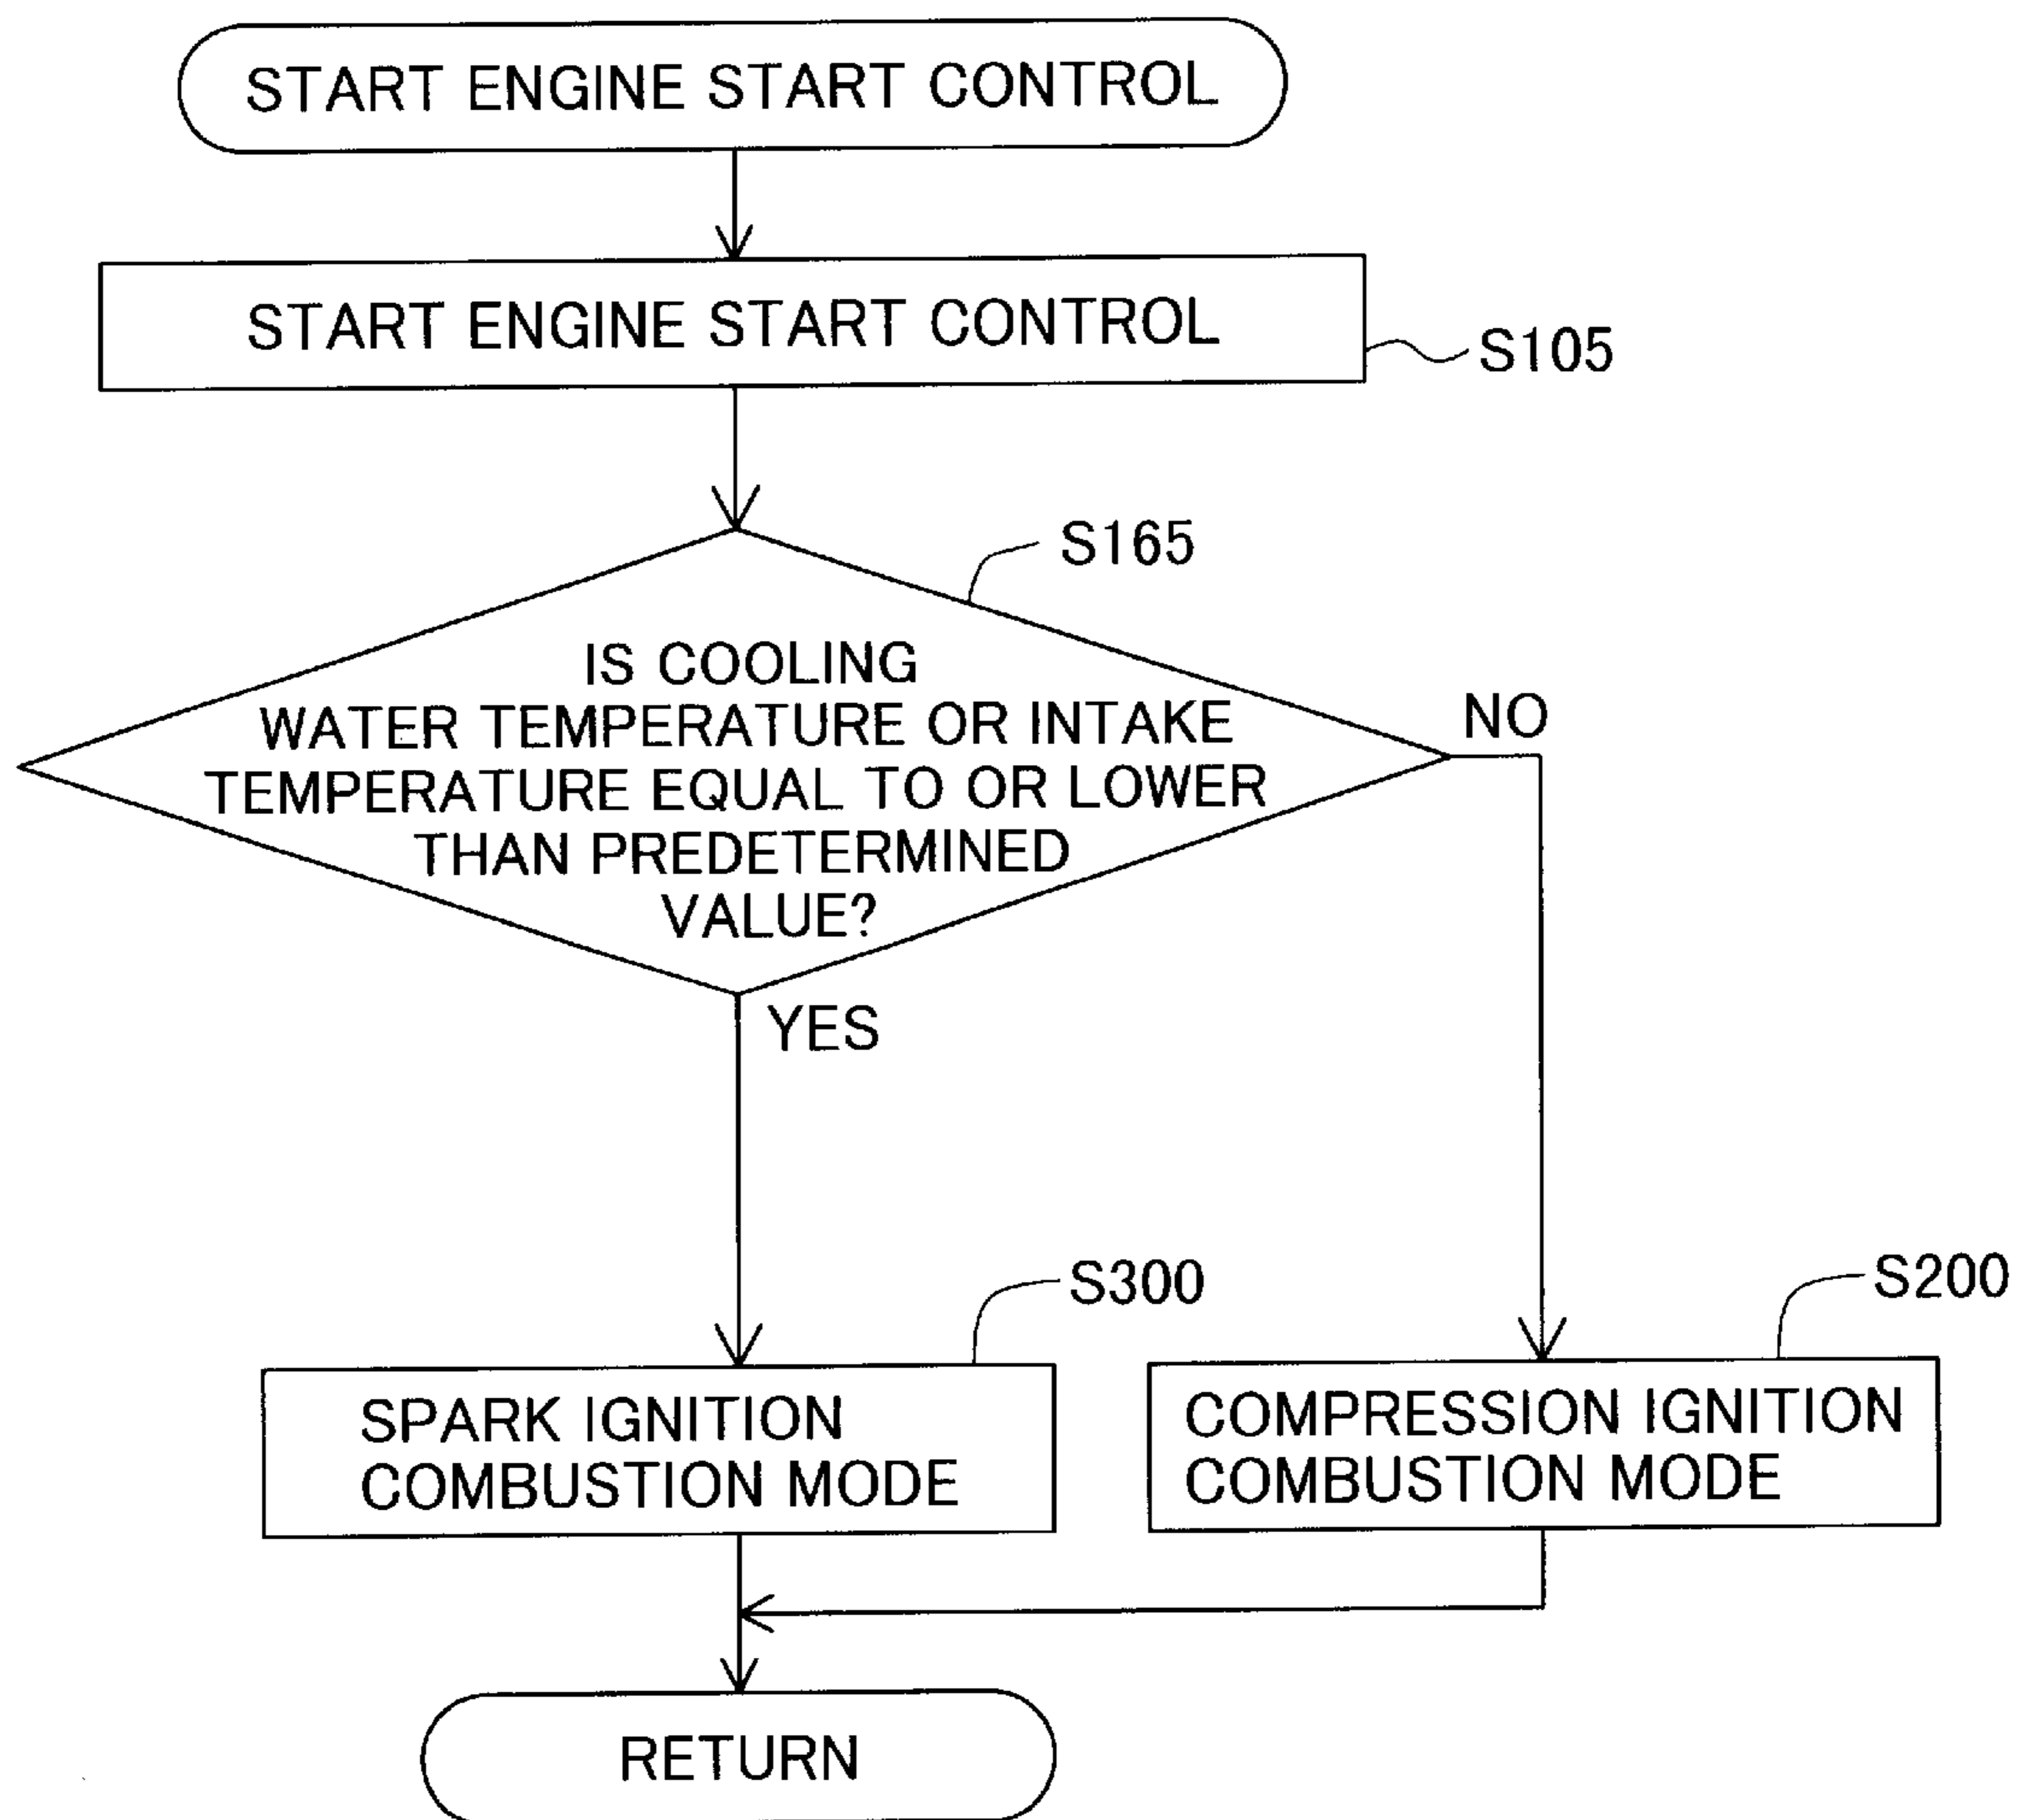 START ENGINE START CONTROL
START ENGINE START CONTROL
S105
S165
IS COOLING
WATER TEMPERATURE OR INTAKE
TEMPERATURE EQUAL TO OR LOWER
THAN PREDETERMINED
VALUE?
NO
YES
S300
S200
SPARK IGNITION
COMBUSTION MODE
COMPRESSION IGNITION
COMBUSTION MODE
RETURN